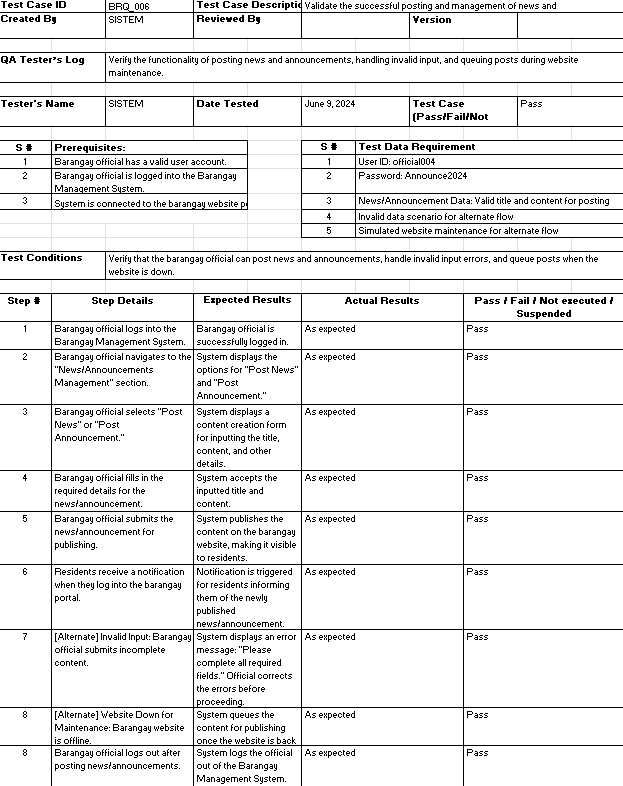 Test Case ID BRQ_006 Test Case Descriptio Validate the successful posting and management of news and
Created By SISTEM Reviewed By Version
QA Tester's Log Verify the functionality of posting news and announcements, handling invalid input, and queuing posts during website
maintenance.
Tester's Name SISTEM Date Tested June 9, 2024 Test Case Pass
(Pass/Fail/Not
S # Prerequisites:
1 Barangay official has a valid user account.
2 Barangay official is logged into the Barangay
Management System.
3 System is connected to the barangay website po
S # Test Data Requirement
1 User ID: official004
2 Password: Announce2024
3 News/Announcement Data: Valid title and content for posting
4 Invalid data scenario for alternate flow
5 Simulated website maintenance for alternate flow
Test Conditions Verify that the barangay official can post news and announcements, handle invalid input errors, and queue posts when the
website is down.
Step # Step Details Expected Results Actual Results Pass / Fail / Not executed /
Suspended
1 Barangay official logs into the
Barangay Management System.
Barangay official is
successfully logged in.
As expected
Pass
2 Barangay official navigates to the
"News/Announcements
Management" section.
System displays the
options for "Post News"
and "Post
Announcement."
As expected
Pass
3 Barangay official selects "Post
News" or "Post
Announcement."
System displays a
content creation form
for inputting the title,
content, and other
details.
As expected
Pass
4 Barangay official fills in the
required details for the
news/announcement.
System accepts the
inputted title and
content.
As expected
Pass
5 Barangay official submits the
news/announcement for
publishing.
System publishes the
content on the barangay
website, making it visible
to residents.
As expected
Pass
6 Residents receive a notification
when they log into the barangay
portal.
Notification is triggered
for residents informing
them of the newly
published
news/announcement.
As expected
Pass
7 [Alternate] Invalid Input: Barangay
official submits incomplete
content.
System displays an error
message: "Please
complete all required
fields." Official corrects
the errors before
proceeding.
As expected
Pass
8 [Alternate] Website Down for
Maintenance: Barangay website
is offline.
System queues the
content for publishing
once the website is back
As expected
Pass
8 Barangay official logs out after
posting news/announcements.
System logs the official
out of the Barangay
Management System.
As expected
Pass